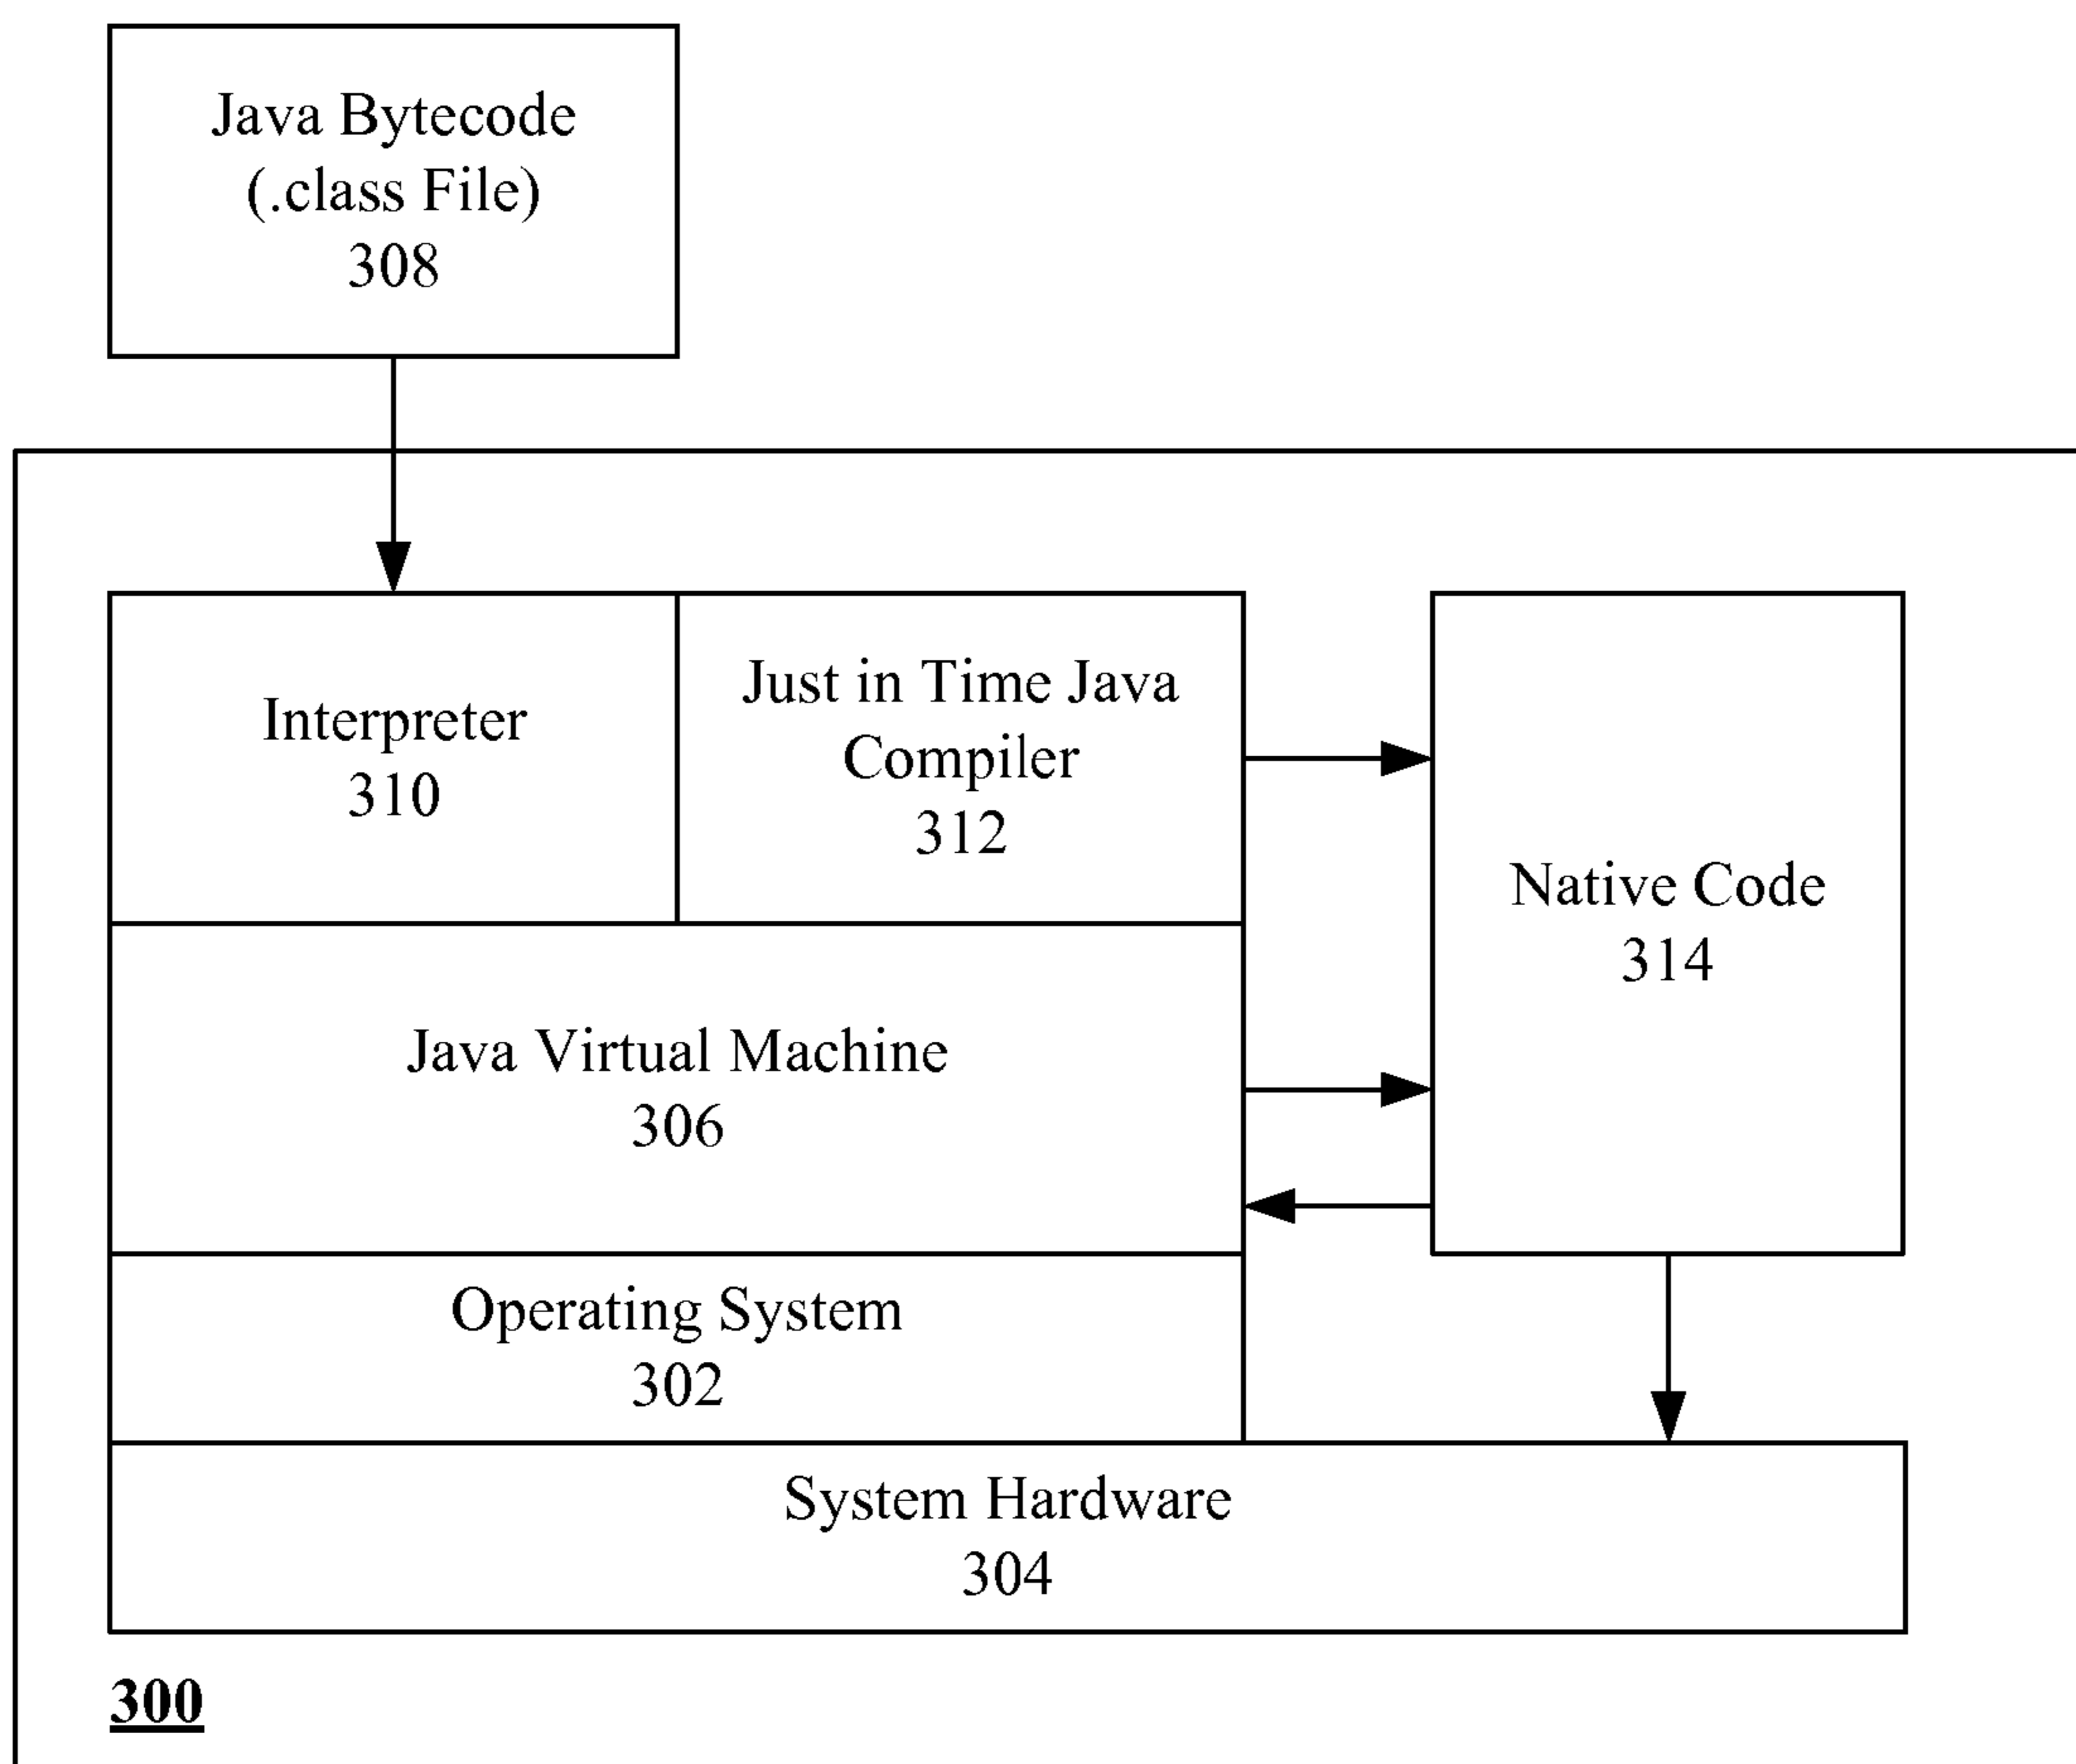 Java Bytecode
(.class File)
308
Interpreter
310
Just in Time Java
Compiler
312
Native Code
314
Java Virtual Machine
306
Operating System
302
System Hardware
304
300